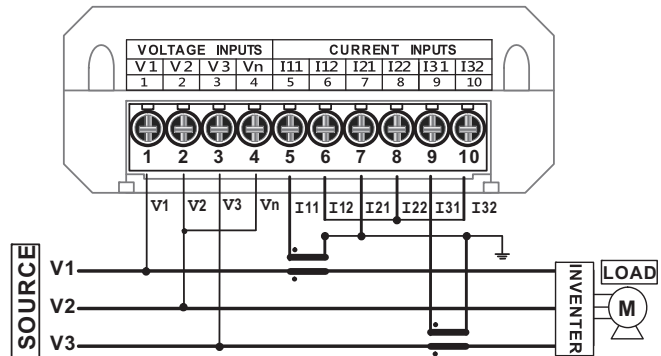 VOLTAGE INPUTS CURRENT INPUTS
V1 V2 V3 Vn I11 I12 I21 I22 I31 I32
1 2 3 4 5 6 7 8 9 10
1 2 3 4 5 6 7 8 9 10
V1 V2 V3 Vn I11 I12 I21 I22 I31 I32
SOURCE
V1
V2
V3
INVENTER
LOAD
M